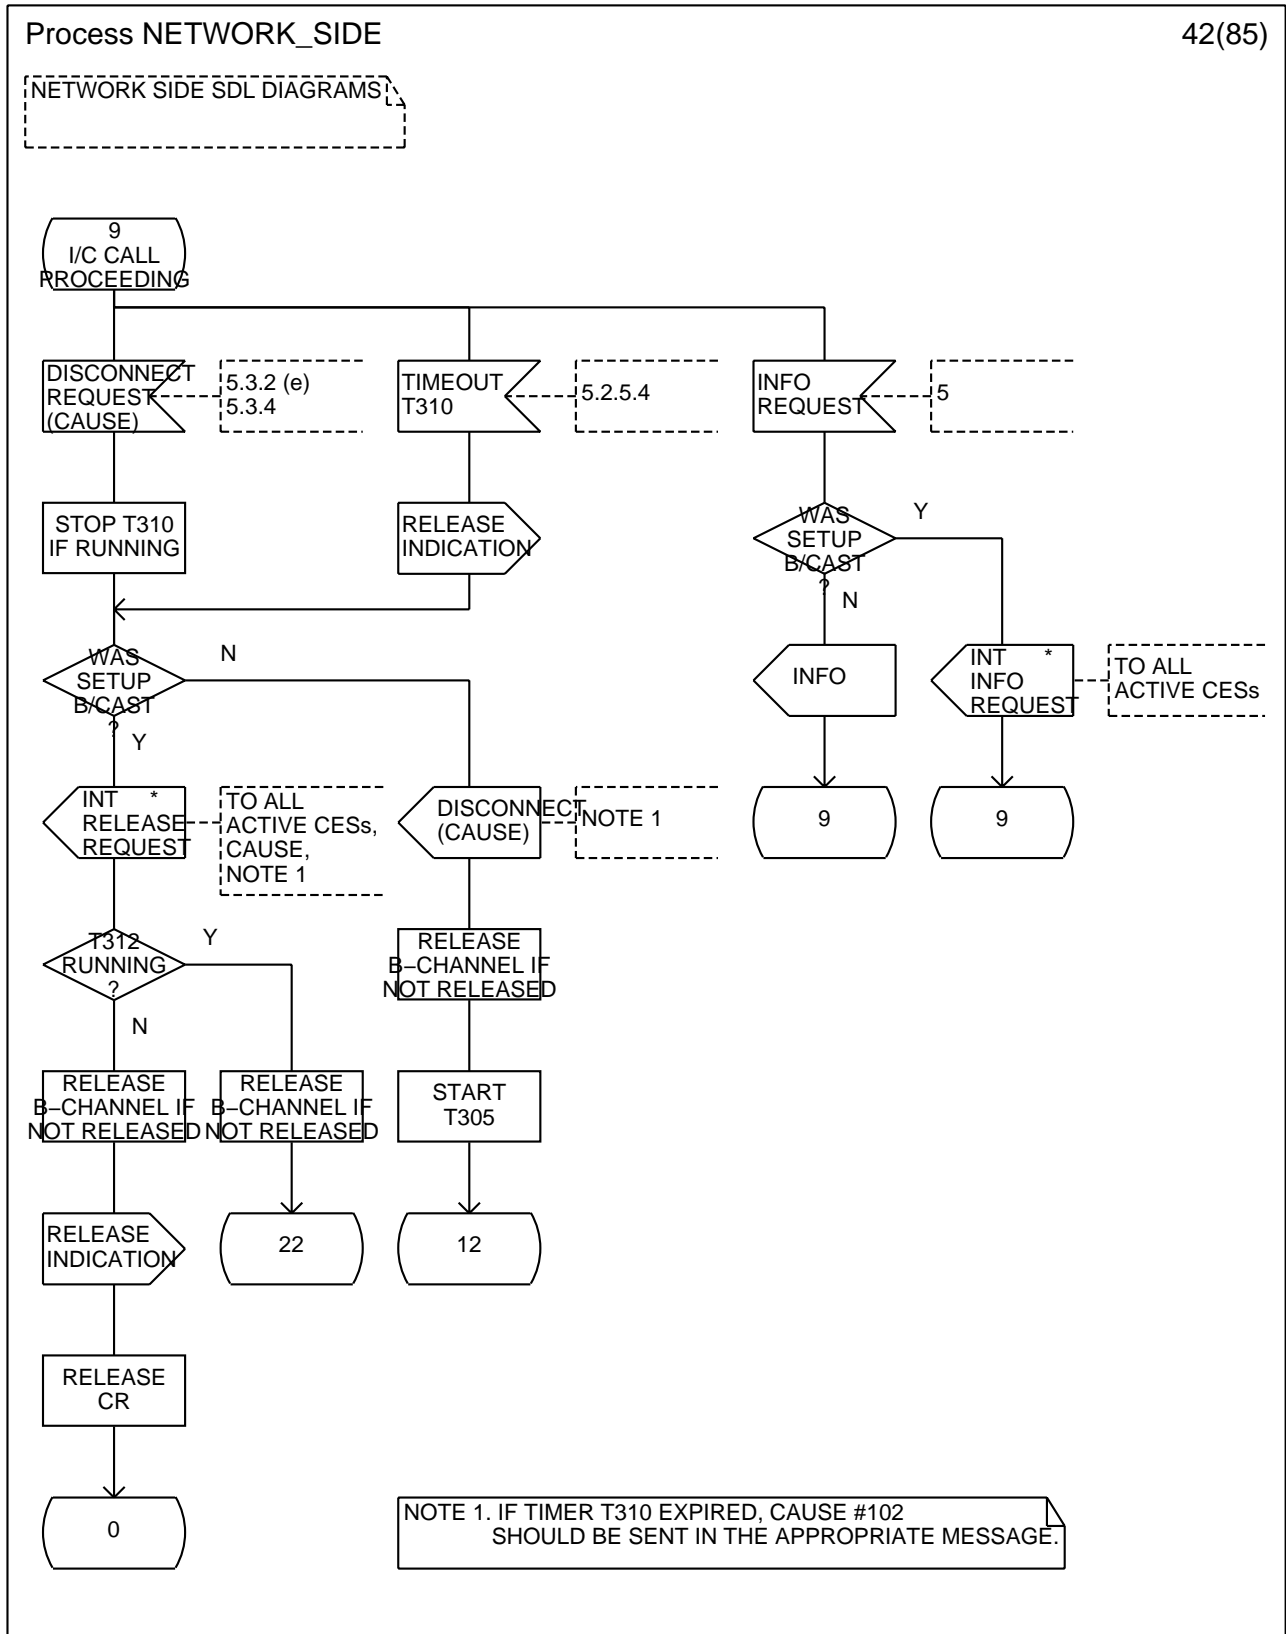 Process NETWORK_SIDE
42(85)
NETWORK SIDE SDL DIAGRAMS
9
I/C CALL
PROCEEDING
DISCONNECT
REQUEST
(CAUSE)
5.3.2 (e)
5.3.4
TIMEOUT
T310
5.2.5.4
INFO
REQUEST
5
STOP T310
IF RUNNING
RELEASE
INDICATION
WAS
SETUP
B/CAST
?
Y
N
WAS
SETUP
B/CAST
?
N
Y
INFO
INT *
INFO
REQUEST
TO ALL
ACTIVE CESs
INT *
RELEASE
REQUEST
TO ALL
ACTIVE CESs,
CAUSE,
NOTE 1
DISCONNECT
(CAUSE)
NOTE 1
9
9
T312
RUNNING
?
Y
N
RELEASE
B–CHANNEL IF
NOT RELEASED
RELEASE
B–CHANNEL IF
NOT RELEASED
RELEASE
B–CHANNEL IF
NOT RELEASED
START
T305
RELEASE
INDICATION
22
12
RELEASE
CR
0
NOTE 1. IF TIMER T310 EXPIRED, CAUSE #102
SHOULD BE SENT IN THE APPROPRIATE MESSAGE.